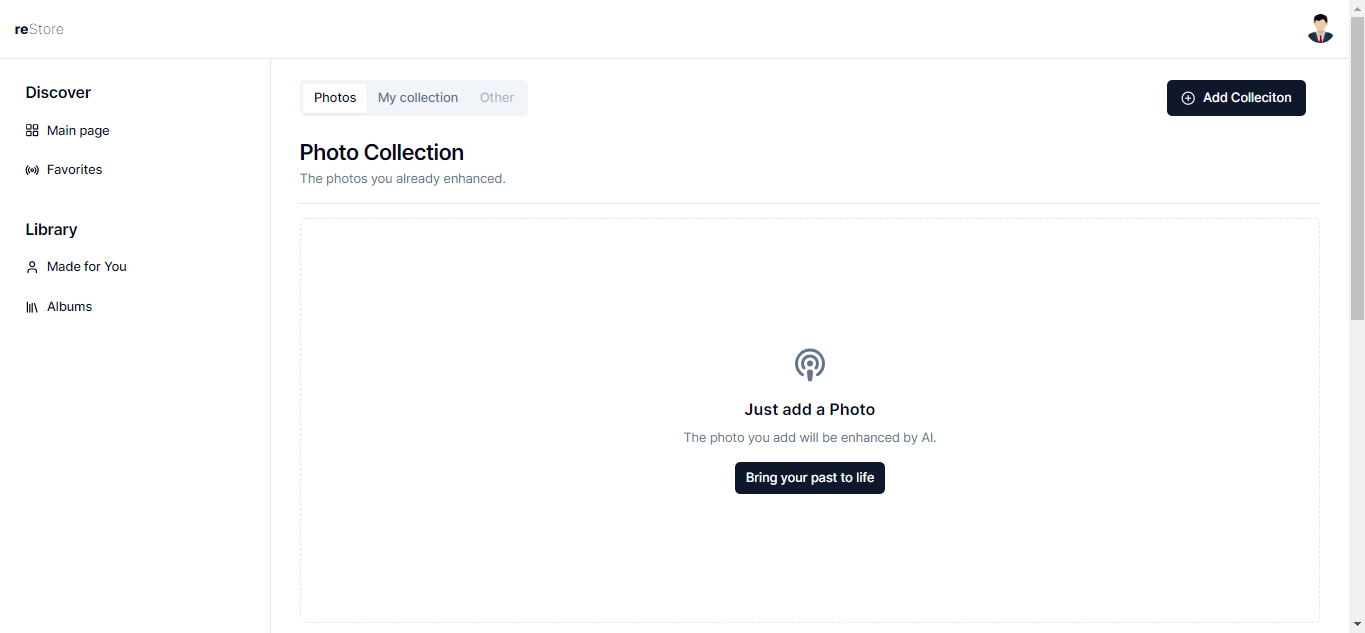 reStore
Discover
Main page
Favorites
Library
Made for You
Albums
Photos My collection Other
Add Colleciton
Photo Collection
The photos you already enhanced.
Just add a Photo
The photo you add will be enhanced by AI.
Bring your past to life